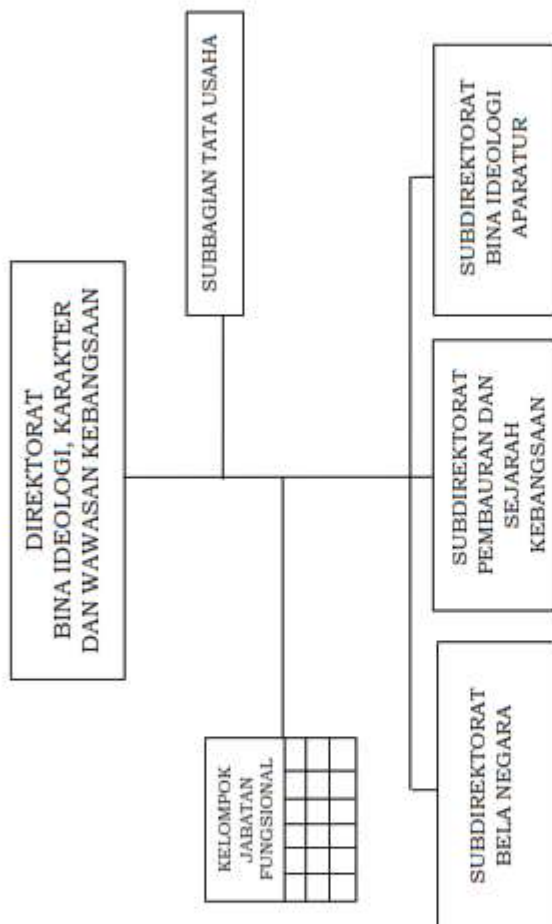 DIREKTORAT
BINA IDEOLOGI, KARAKTER
DAN WAWASAN KEBANGSAAN
SUBBAGIAN TATA USAHA
KELOMPOK
JABATAN
FUNGSIONAL
SUBDIREKTORAT
BELA NEGARA
SUBDIREKTORAT
PEMBAURAN DAN
SEJARAH
KEBANGSAAN
SUBDIREKTORAT
BINA IDEOLOGI
APARATUR